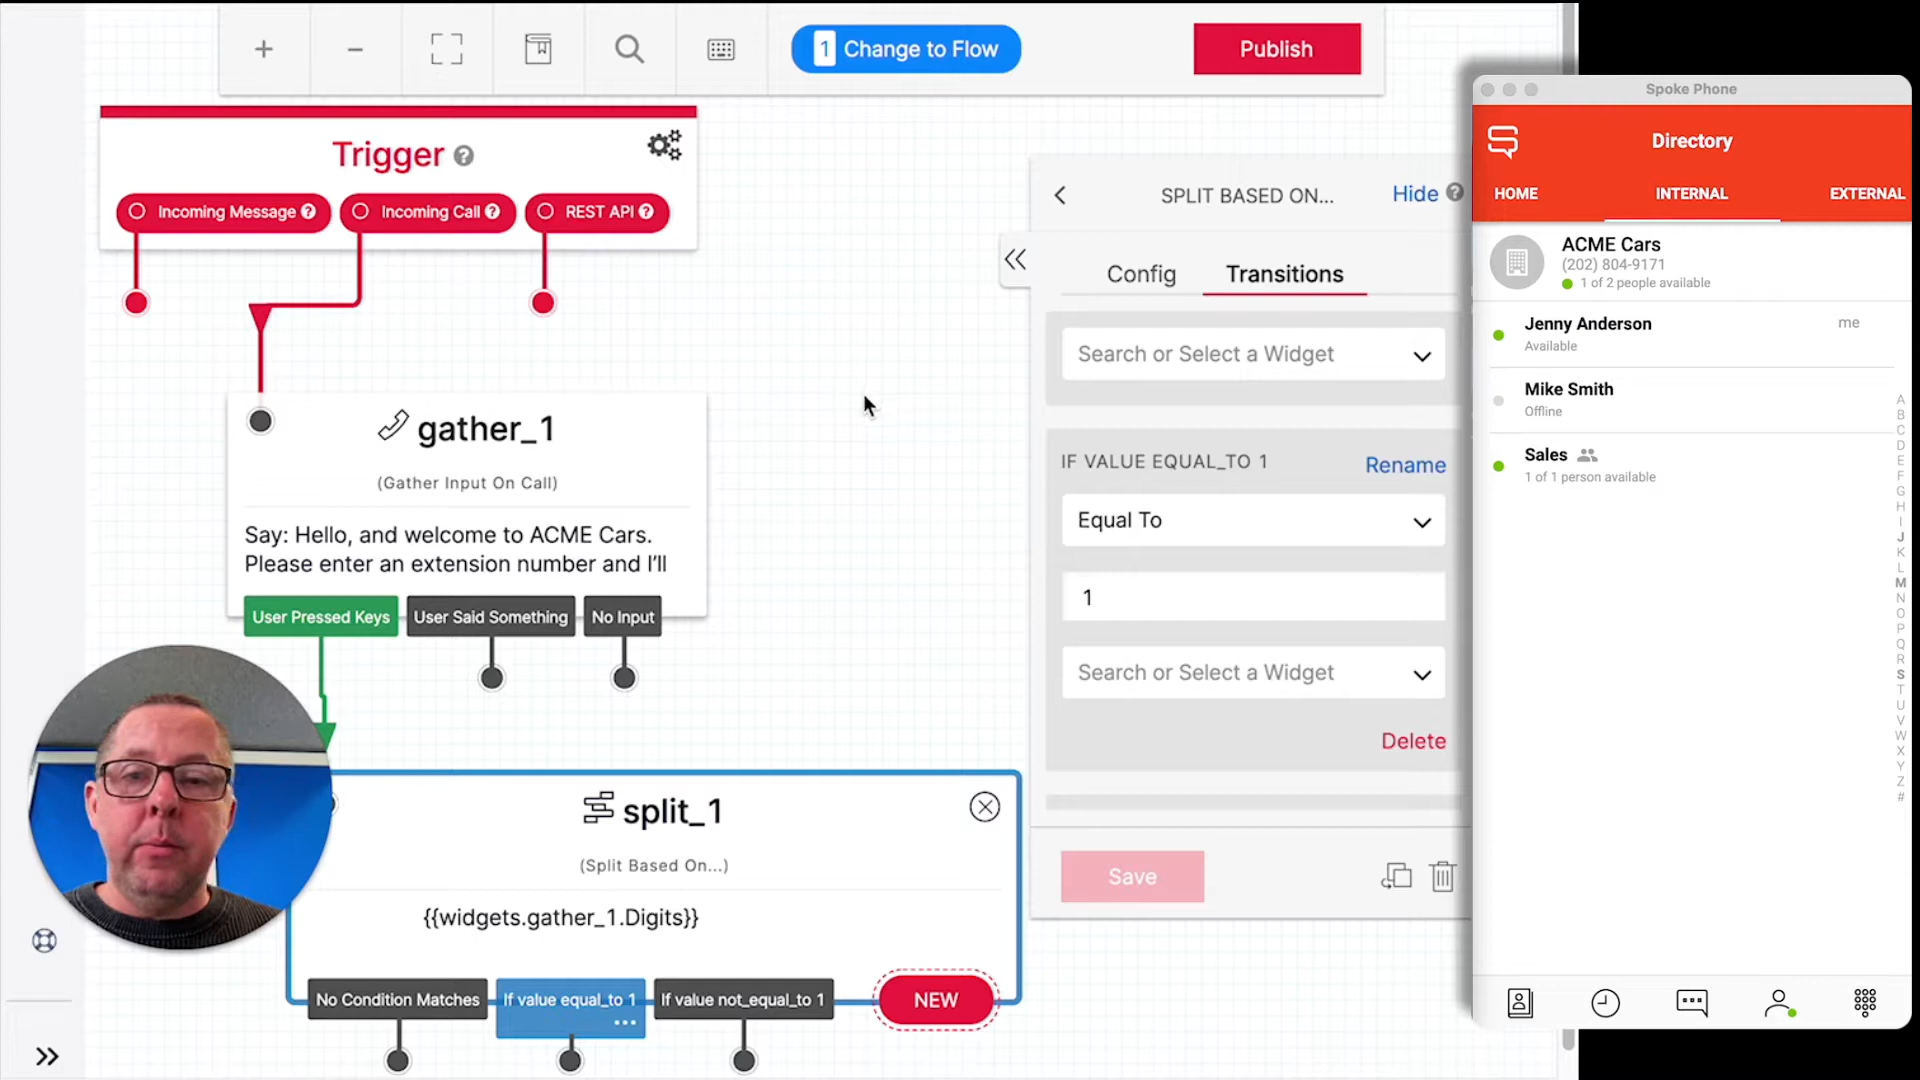 1 Change to Flow
Publish
Trigger ?
Incoming Message ?
Incoming Call ?
REST API ?
gather_1
(Gather Input On Call)
Say: Hello, and welcome to ACME Cars.
Please enter an extension number and I'll
User Pressed Keys
User Said Something
No Input
split_1
(Split Based On...)
{{widgets.gather_1.Digits}}
No Condition Matches
If value equal_to 1
If value not_equal_to 1
NEW
SPLIT BASED ON...
Hide ?
Config
Transitions
Search or Select a Widget
IF VALUE EQUAL_TO 1
Rename
Equal To
1
Search or Select a Widget
Delete
Save
Spoke Phone
Directory
HOME
INTERNAL
EXTERNAL
ACME Cars
(202) 804-9171
1 of 2 people available
Jenny Anderson
me
Available
Mike Smith
Offline
Sales
1 of 1 person available
A
B
C
D
E
F
G
H
I
J
K
L
M
N
O
P
Q
R
S
T
U
V
W
X
Y
Z
#